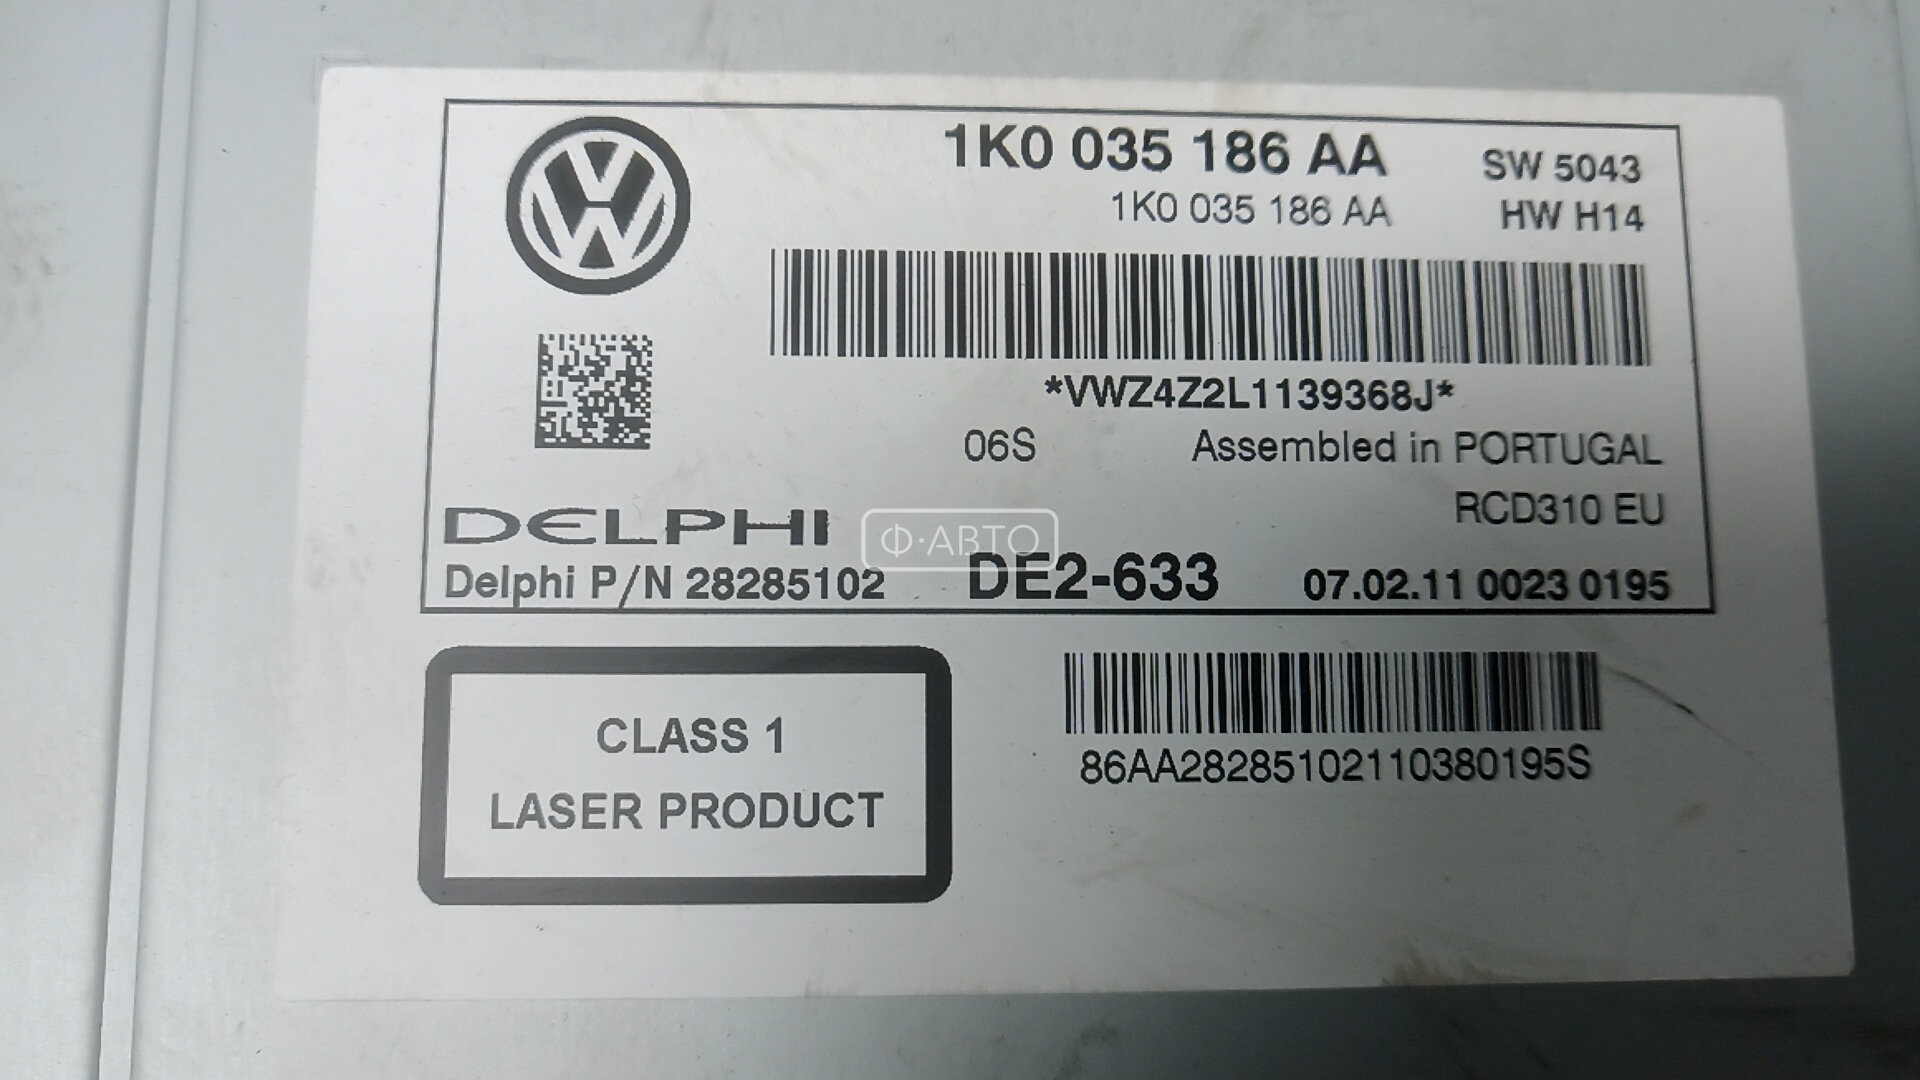 1K0 035 186 AA SW 5043
1K0 035 186 AA HW H14
*VWZ4Z2L1139368J*
06S Assembled in PORTUGAL
RCD310 EU
DELPHI
Ф·АВТО
Delphi P/N 28285102 DE2-633 07.02.11 0023 0195
CLASS 1
LASER PRODUCT
86AA28285102110380195S